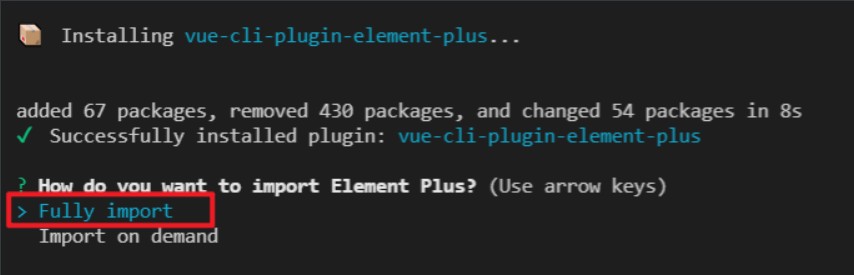 Installing vue-cli-plugin-element-plus...
added 67 packages, removed 430 packages, and changed 54 packages in 8s
✓ Successfully installed plugin: vue-cli-plugin-element-plus
? How do you want to import Element Plus? (Use arrow keys)
> Fully import
Import on demand